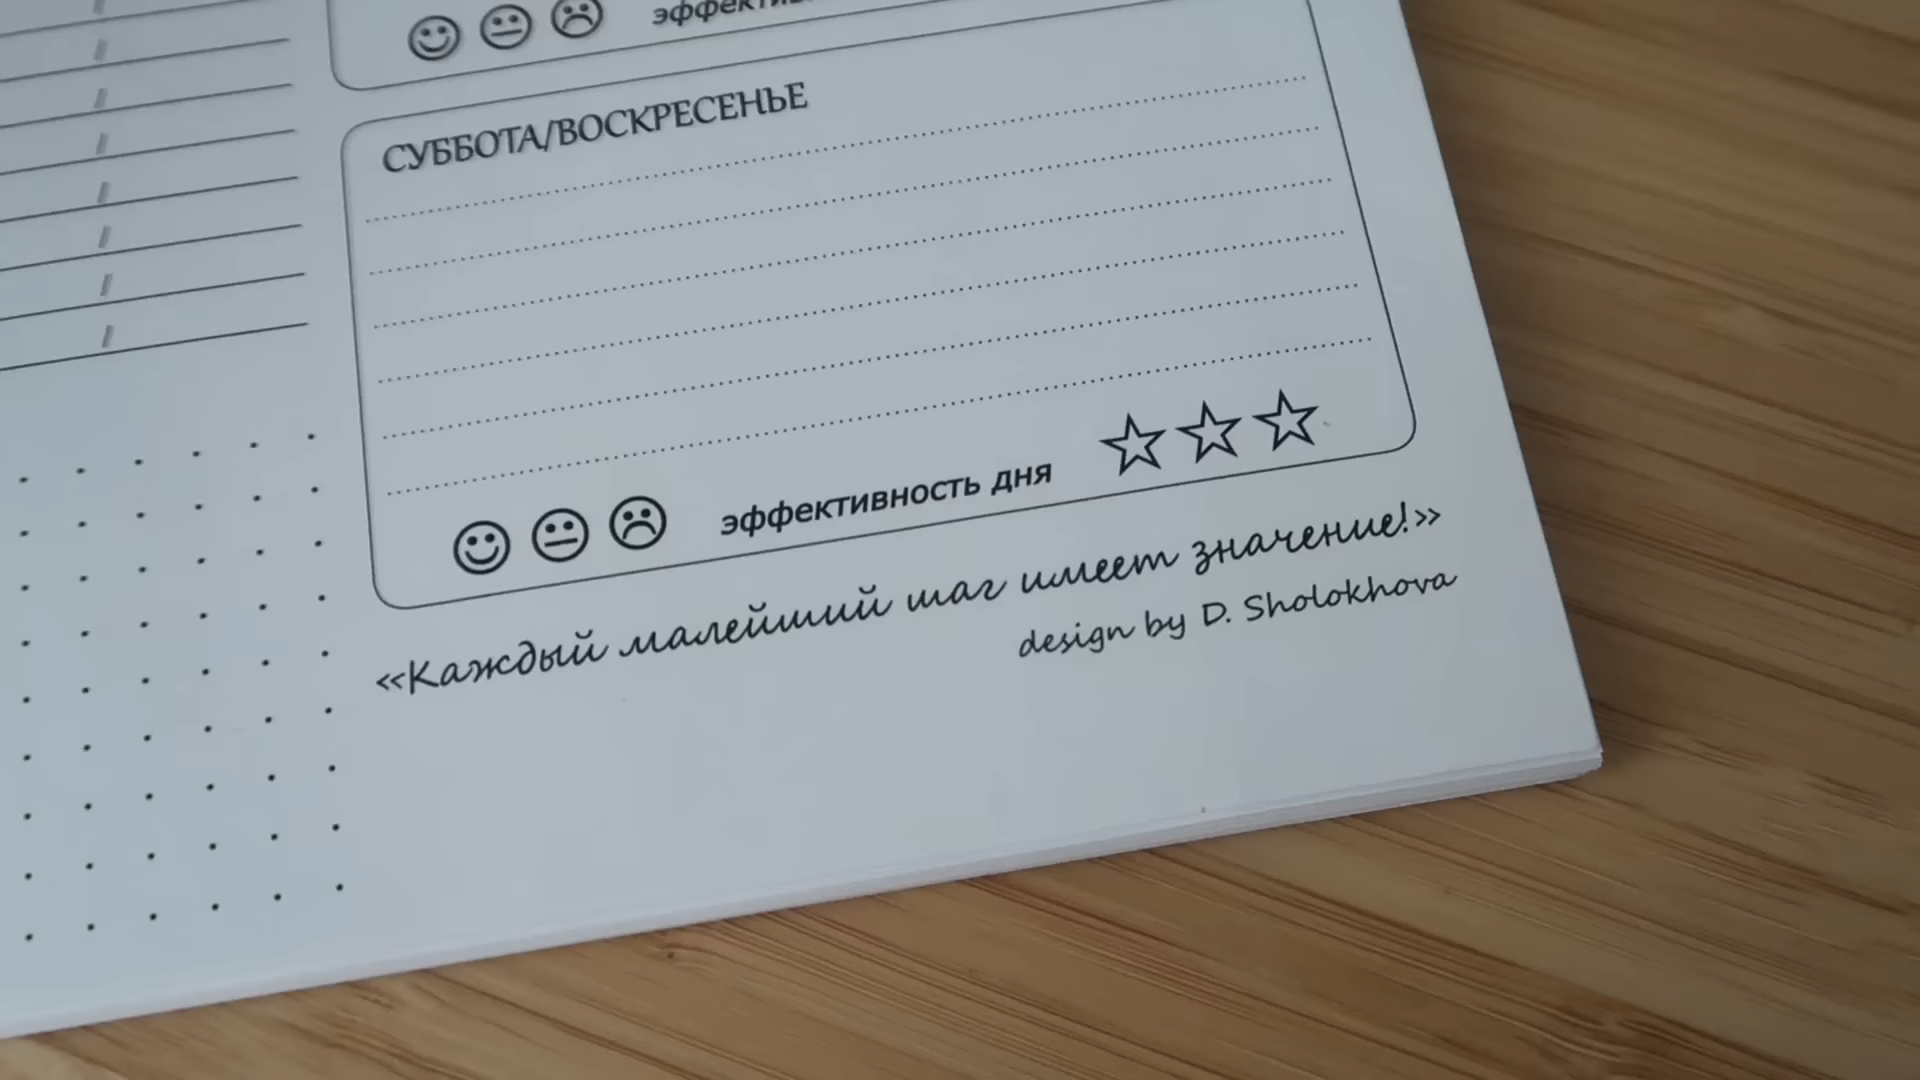 СУББОТА/ВОСКРЕСЕНЬЕ
эффективность дня
«Каждый малейший шаг имеет значение!»
design by D. Sholokhova